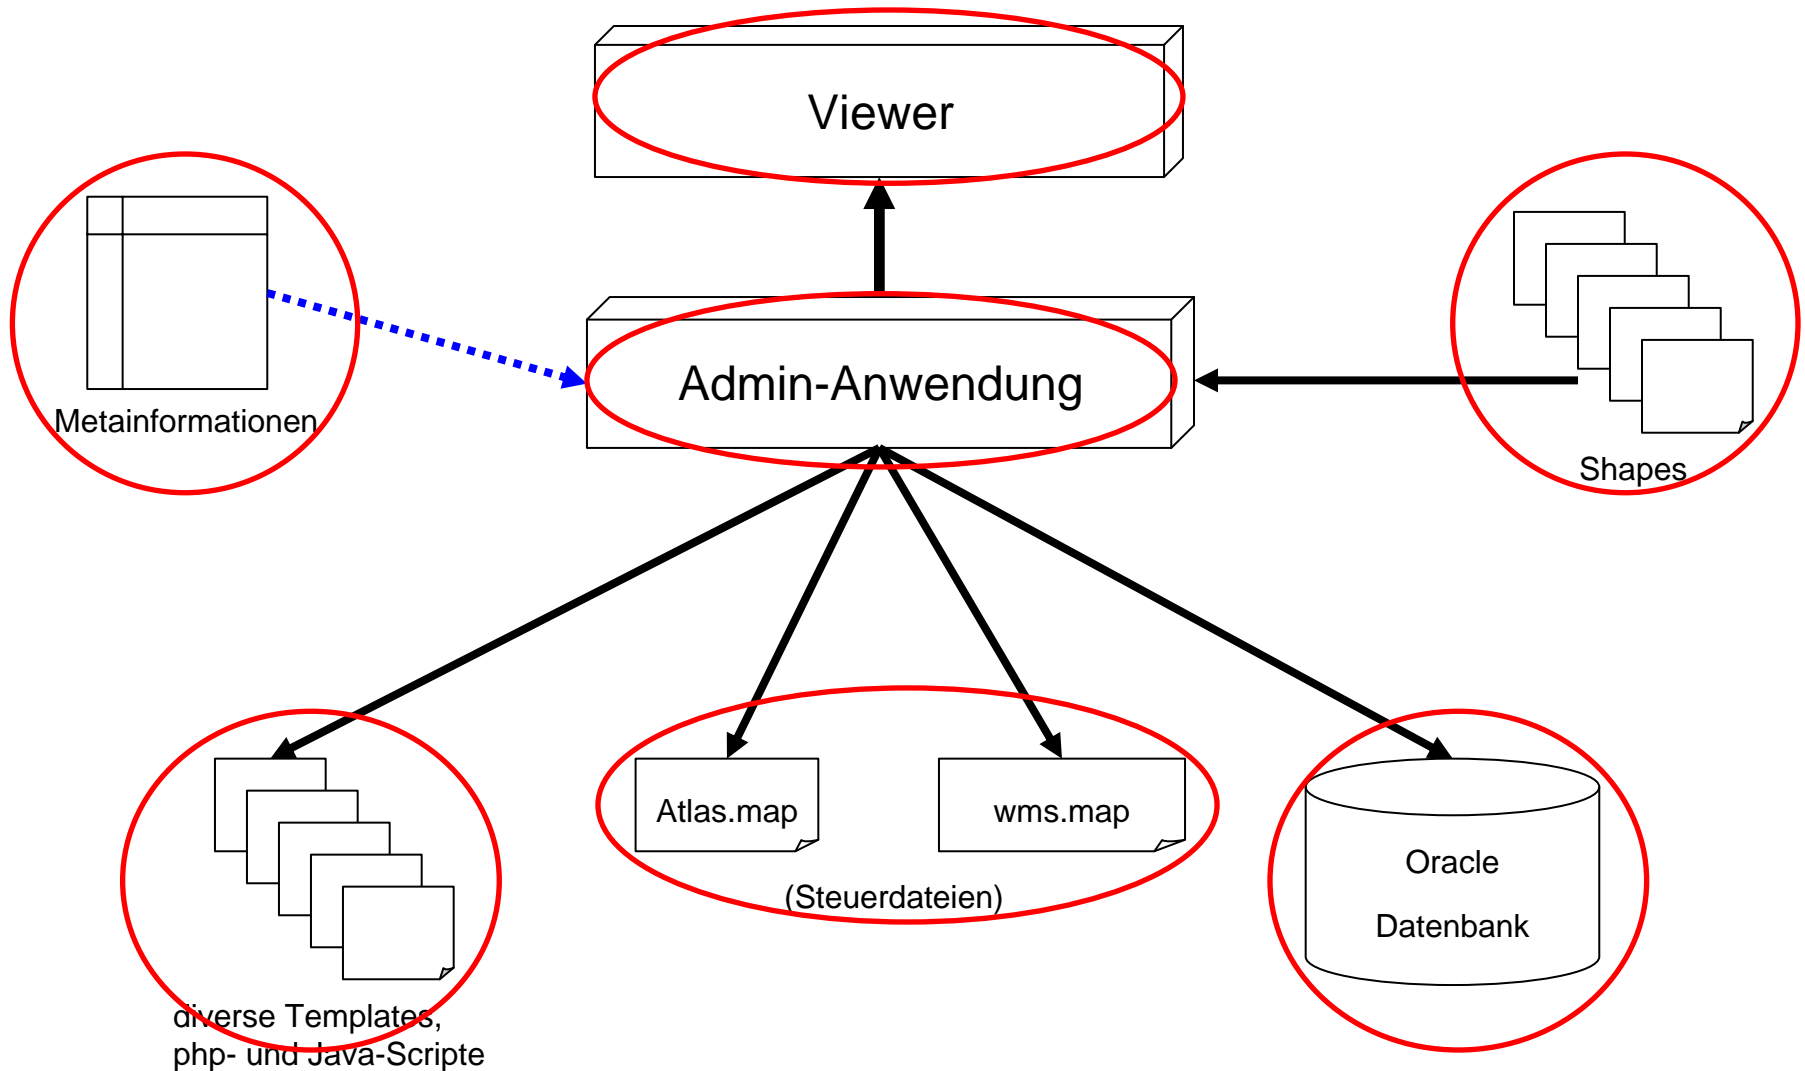 Viewer
Admin-Anwendung
Metainformationen
Shapes
Atlas.map
wms.map
(Steuerdateien)
Oracle
Datenbank
diverse Templates,
php- und Java-Scripte